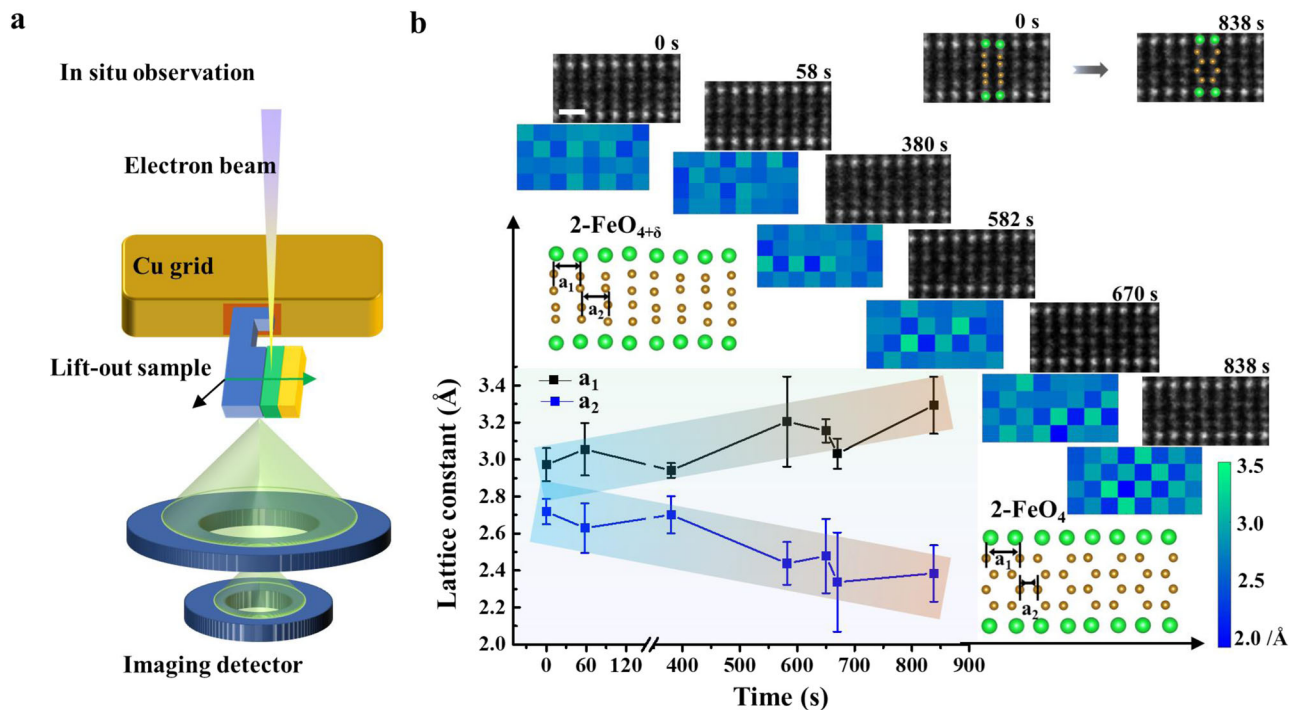 a
In situ observation
Electron beam
Cu grid
Lift-out sample
Imaging detector
b
0 s
58 s
380 s
582 s
670 s
838 s
0 s
838 s
2-FeO₄₊δ
a₁
a₂
a₁
a₂
3.4
3.2
3.0
2.8
2.6
2.4
2.2
2.0
Lattice constant (Å)
0 60 120 400 600 700 800 900
Time (s)
2-FeO₄
a₁
a₂
3.5
3.0
2.5
2.0 /Å